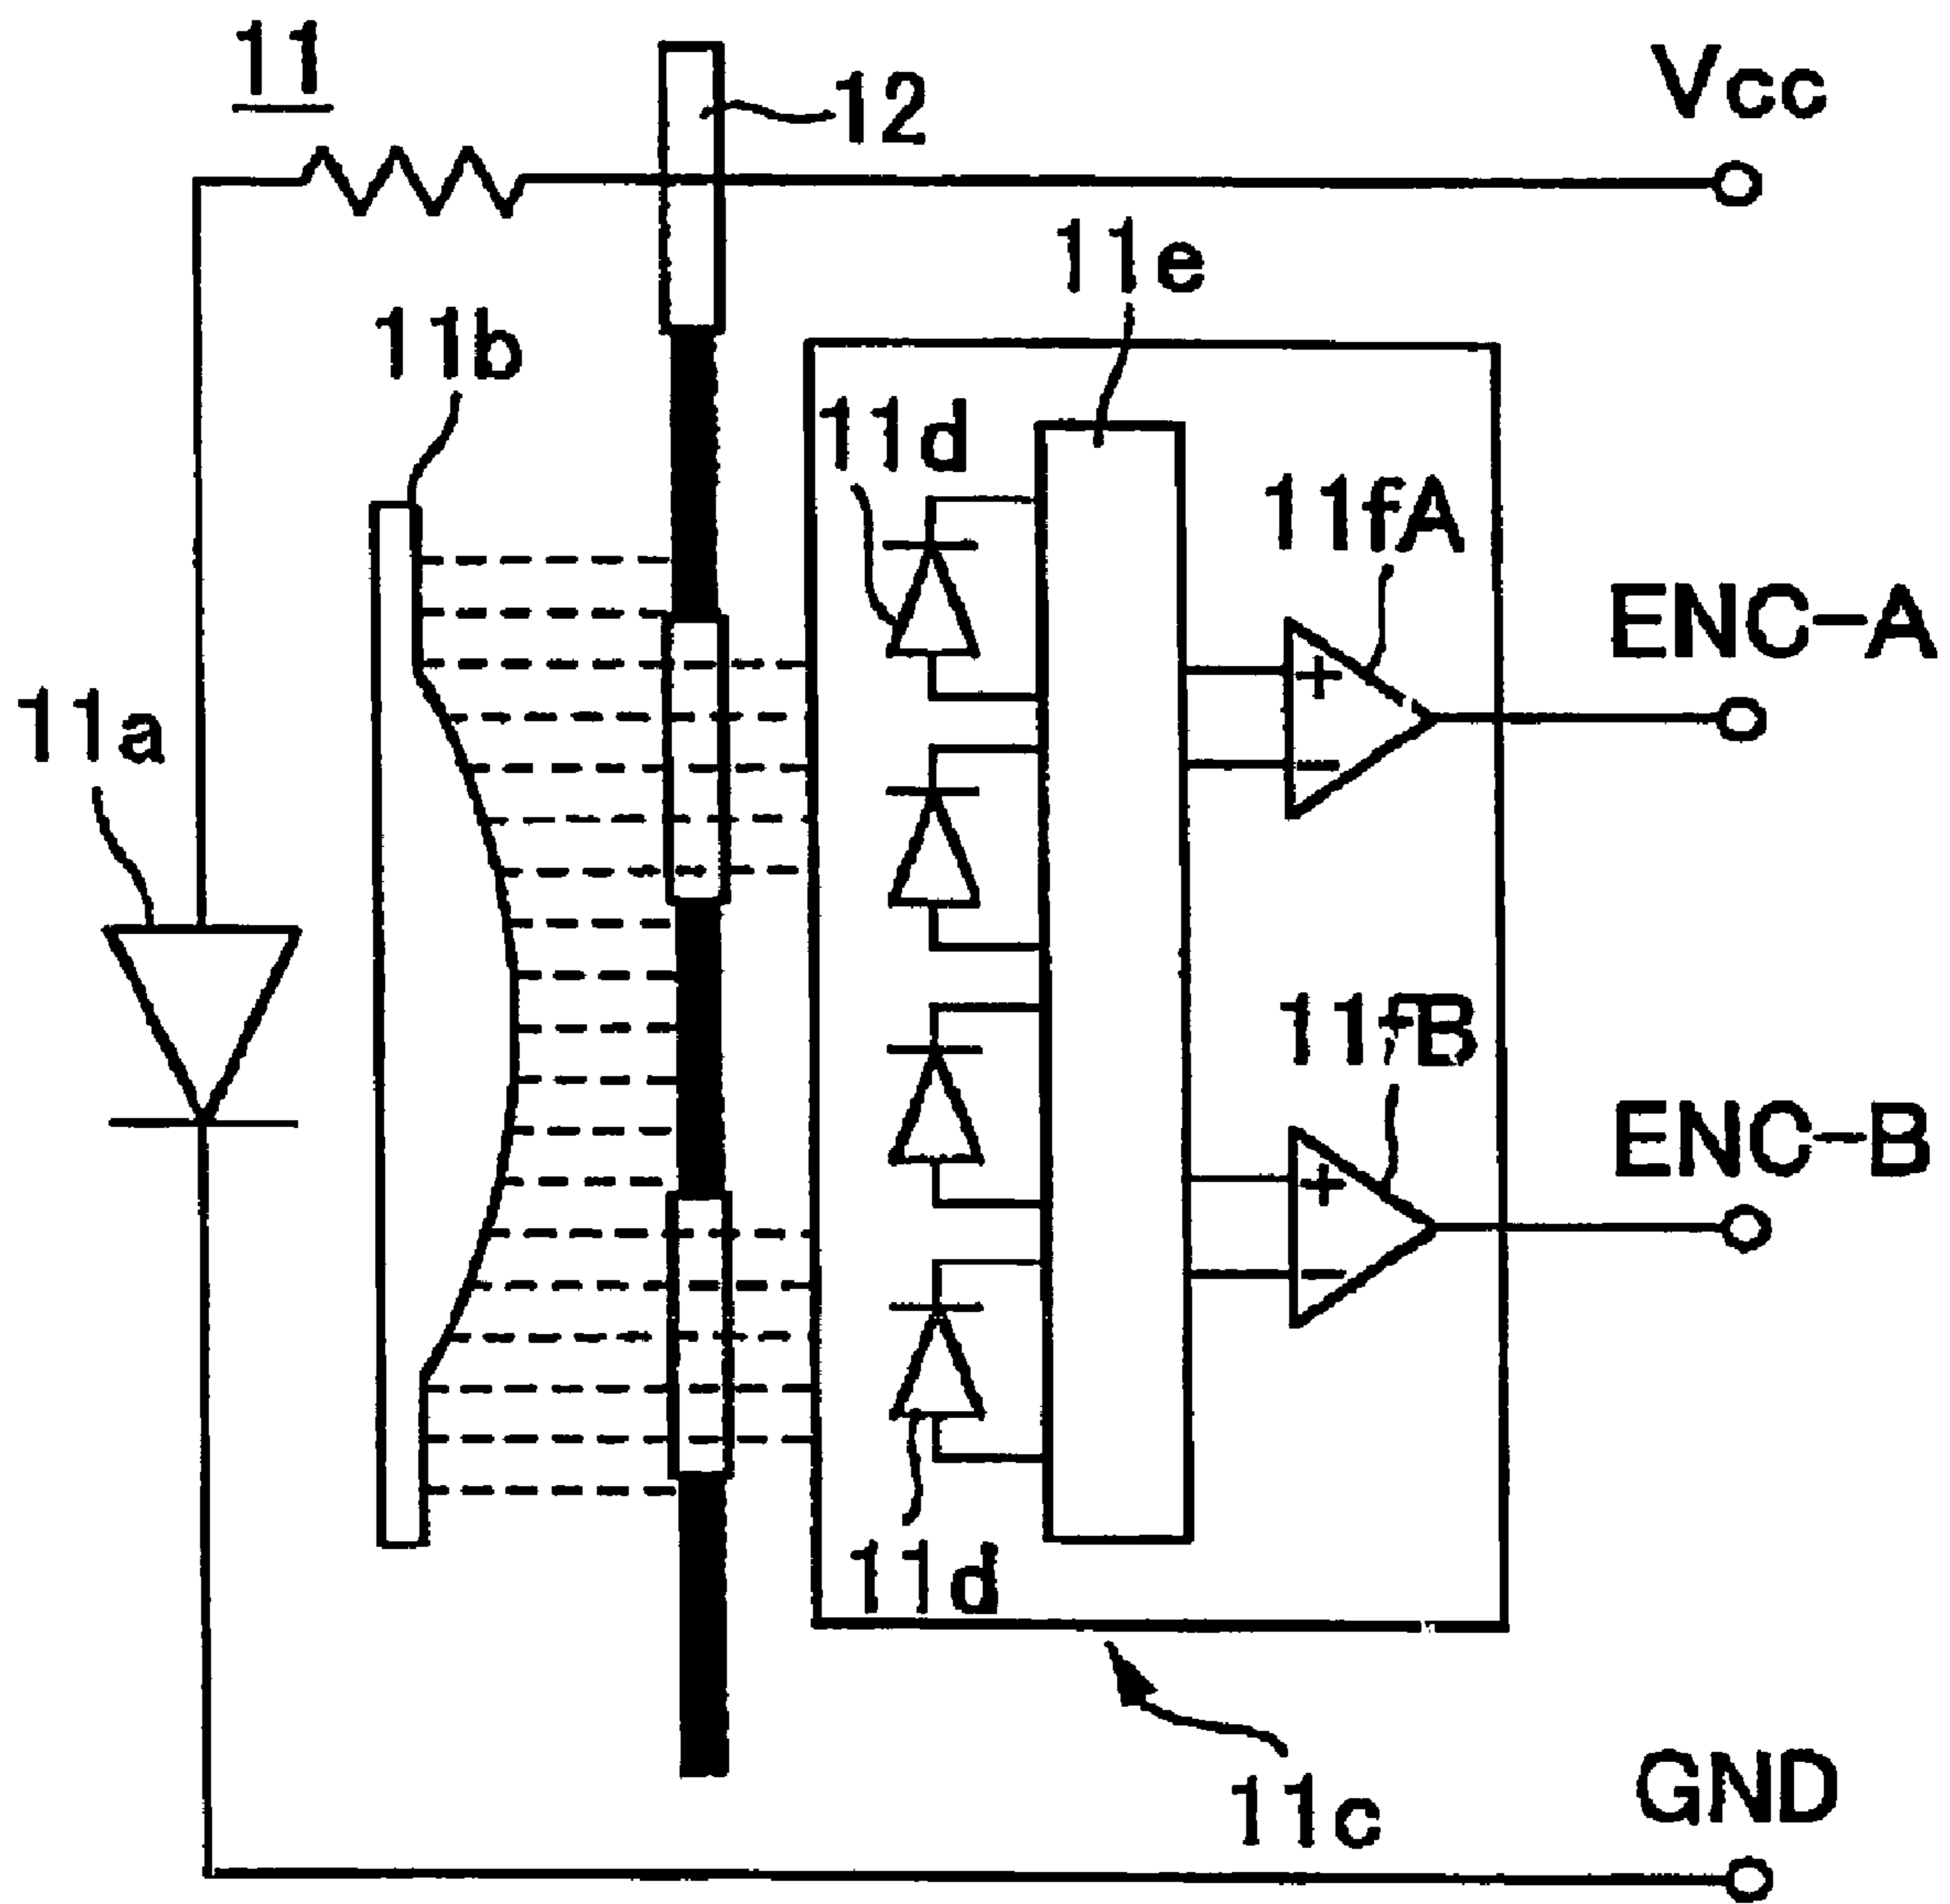 11
12
Vcc
11e
11b
11d
11fA
ENC-A
11a
+
-
11fB
ENC-B
+
-
11d
11c
GND